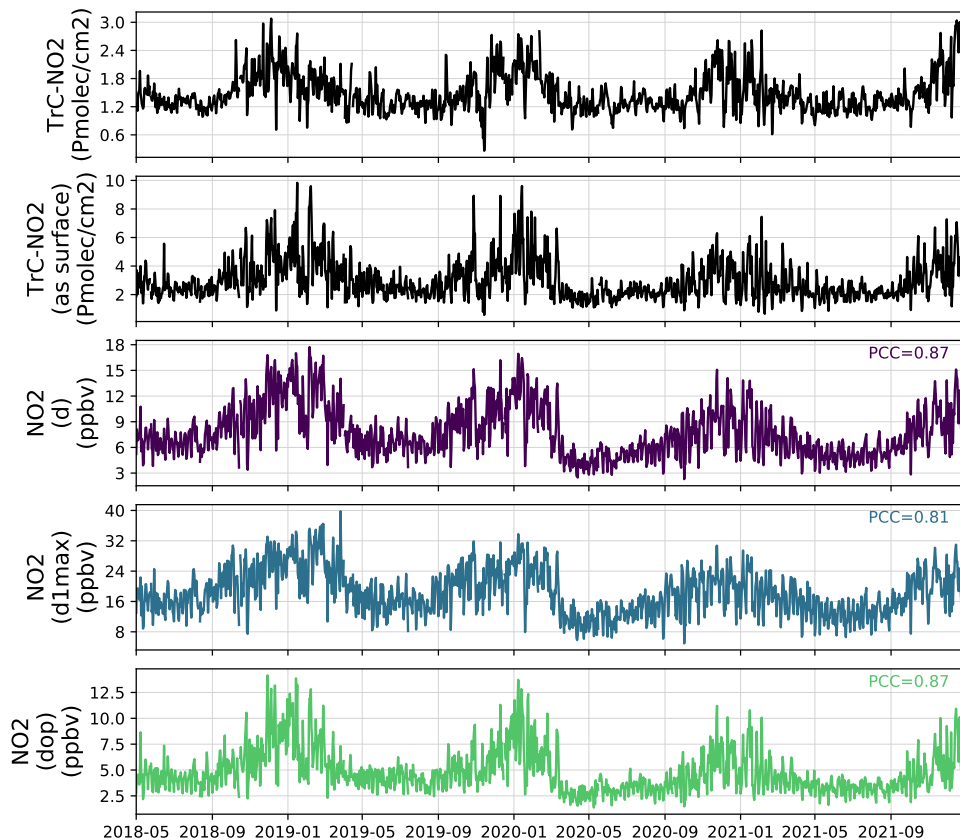 TrC-NO2
(Pmolec/cm2)
3.0
2.4
1.8
1.2
0.6
TrC-NO2
(as surface)
(Pmolec/cm2)
10
8
6
4
2
NO2
(d)
(ppbv)
18
15
12
9
6
3
PCC=0.87
NO2
(d1max)
(ppbv)
40
32
24
16
8
PCC=0.81
NO2
(dop)
(ppbv)
12.5
10.0
7.5
5.0
2.5
PCC=0.87
2018-05 2018-09 2019-01 2019-05 2019-09 2020-01 2020-05 2020-09 2021-01 2021-05 2021-09